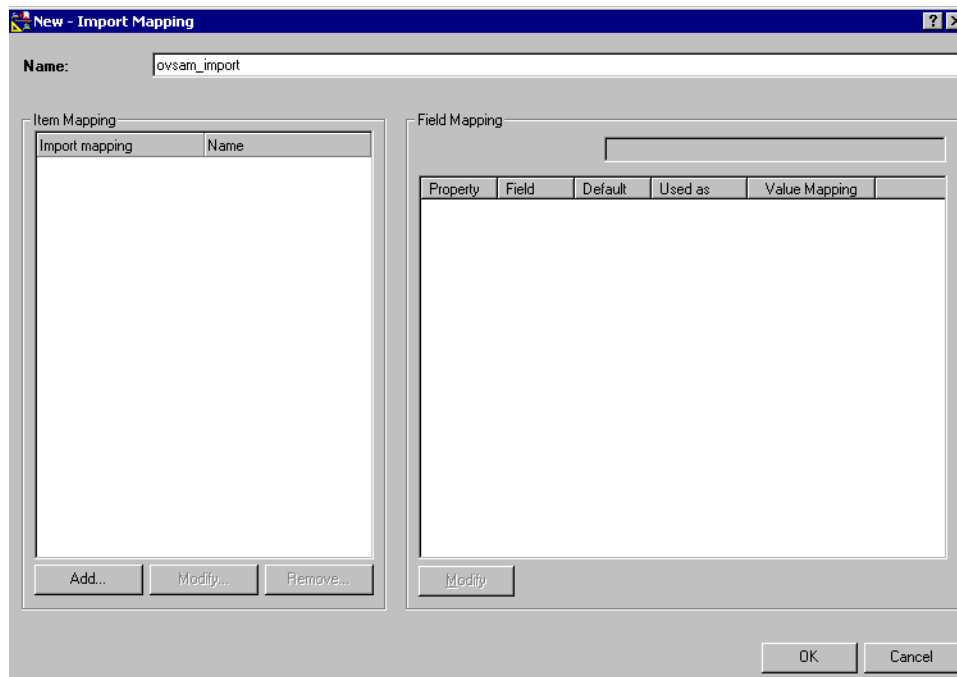 New - Import Mapping
Name: ovsam_import
Item Mapping
Import mapping Name
Add... Modify... Remove...
Field Mapping
Property Field Default Used as Value Mapping
Modify
OK Cancel